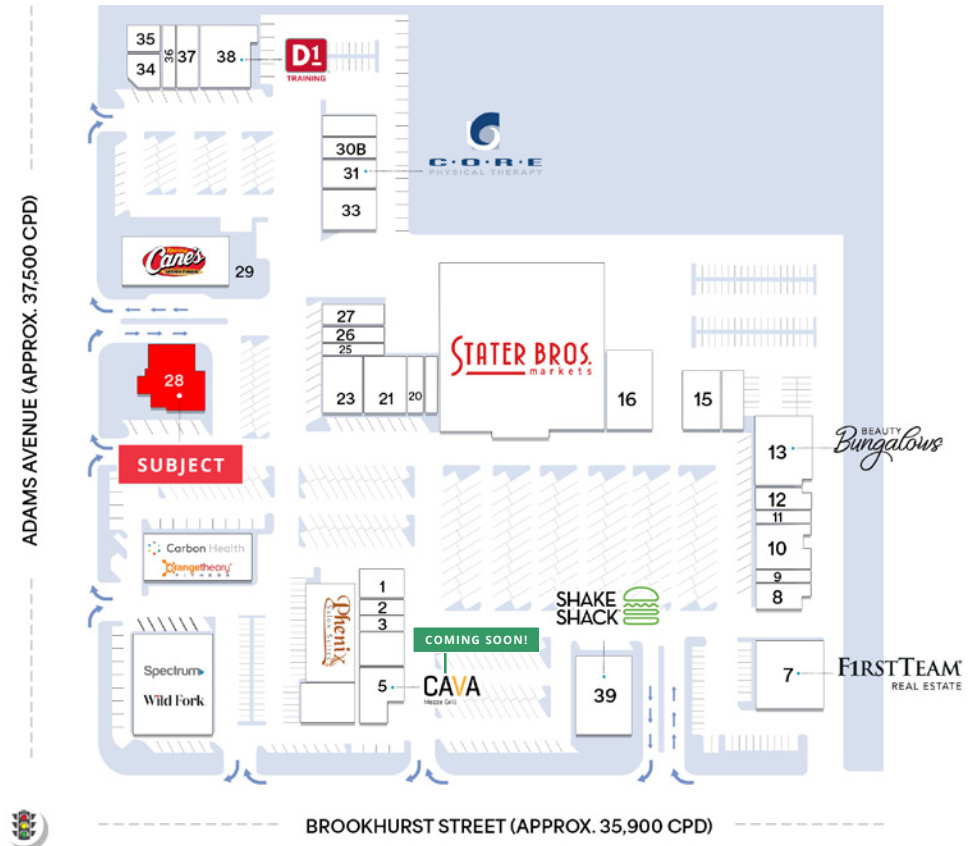 35
36
37
38
34
D1
TRAINING
30B
31
33
C·O·R·E
PHYSICAL THERAPY
ADAMS AVENUE (APPROX. 37,500 CPD)
Raising
Cane's
29
27
26
25
23
21
20
STATER BROS.
markets
16
15
28
SUBJECT
13
BEAUTY
Bungalows
12
11
10
9
8
Carbon Health
Orangetheory
FITNESS
Phenix
Salon Suites
1
2
3
COMING SOON!
5
CAVA
Mezze Grill
SHAKE
SHACK
39
7
FIRSTTEAM
REAL ESTATE
Spectrum
Wild Fork
BROOKHURST STREET (APPROX. 35,900 CPD)